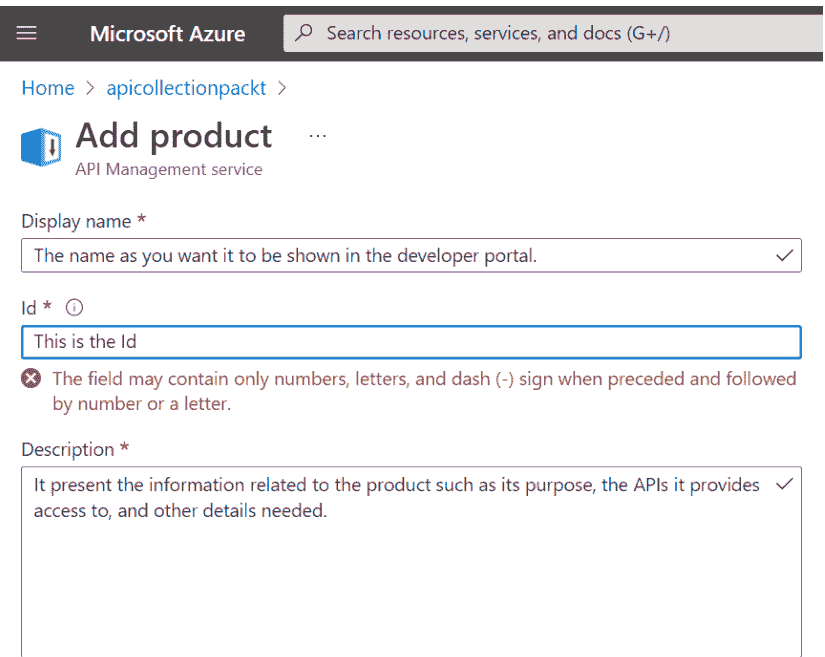 Microsoft Azure
Search resources, services, and docs (G+/)
Home > apicollectionpackt >
Add product ...
API Management service
Display name *
The name as you want it to be shown in the developer portal.
Id *
This is the Id
The field may contain only numbers, letters, and dash (-) sign when preceded and followed
by number or a letter.
Description *
It present the information related to the product such as its purpose, the APIs it provides
access to, and other details needed.